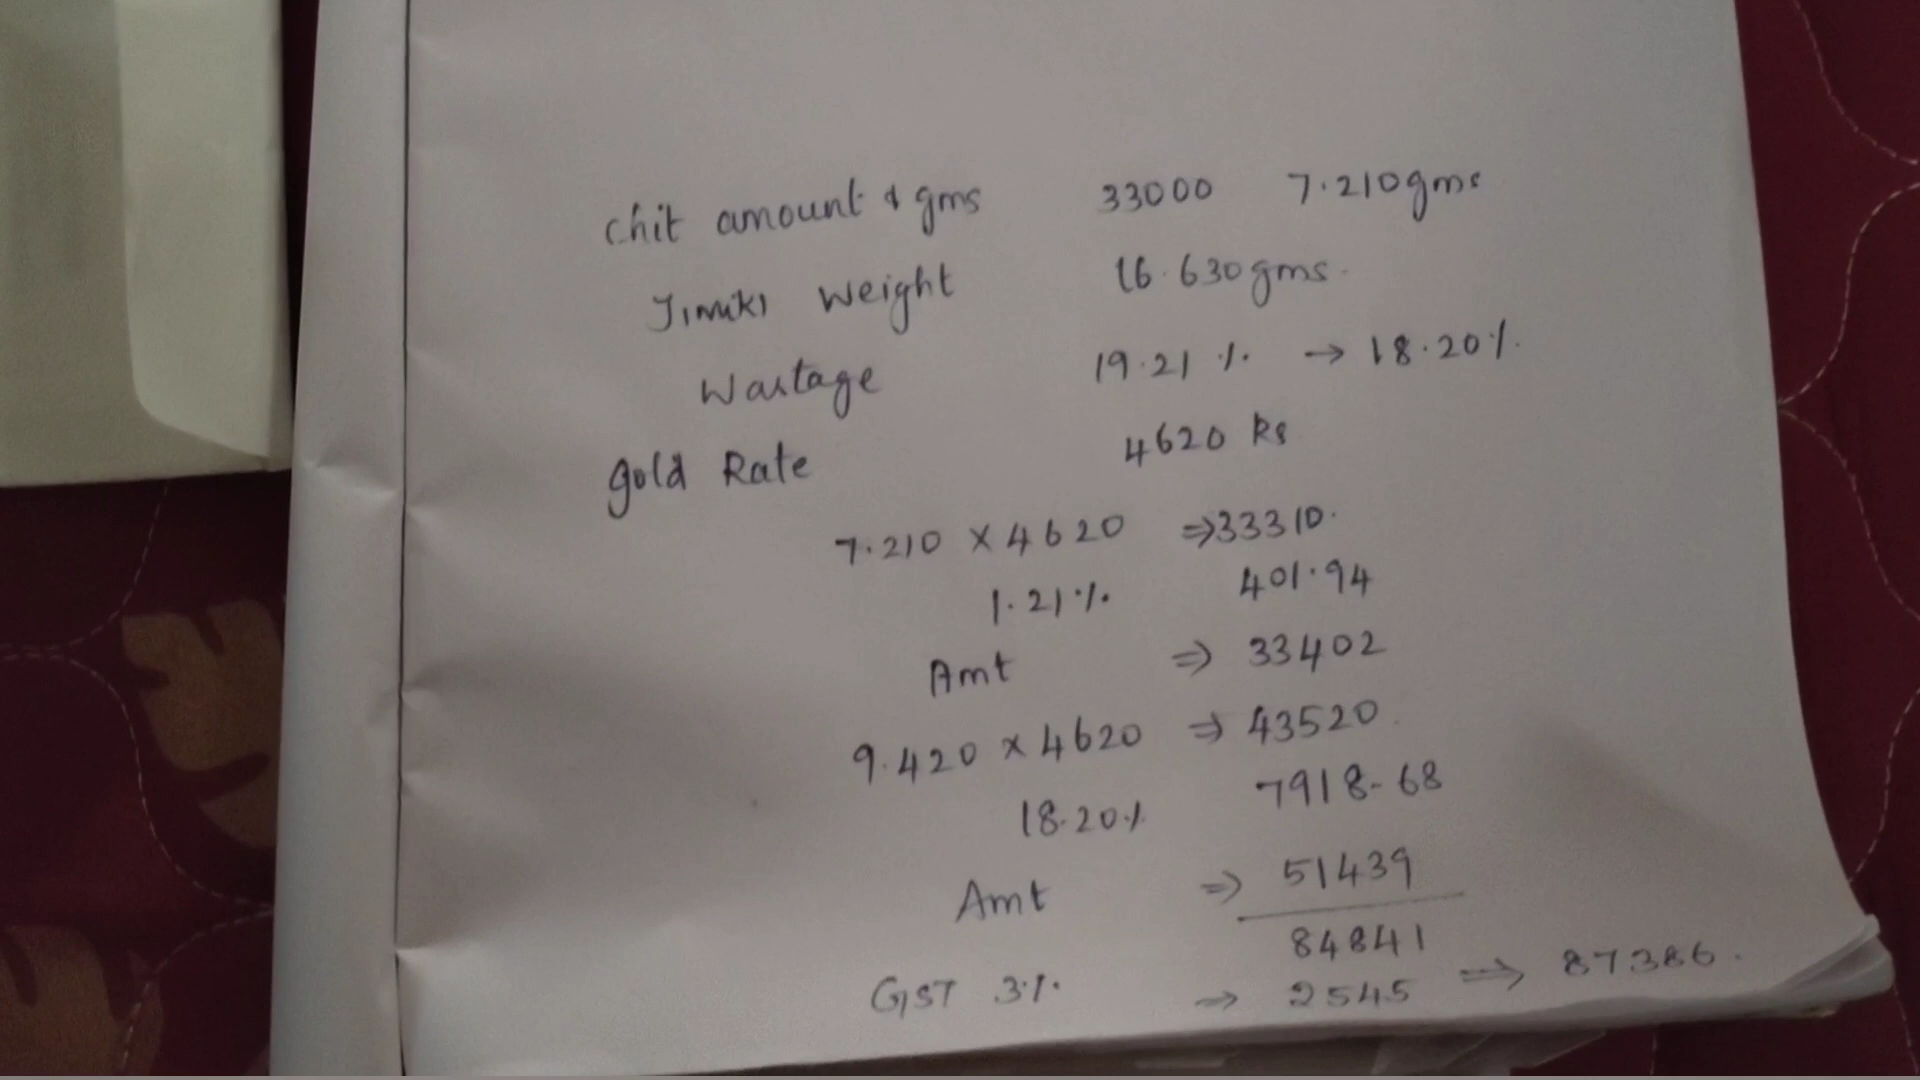 Chit amount & gms 33000 7.210gms
Jimiki weight 16.630gms.
Wastage 19.21 % → 18.20%.
gold Rate 4620 Rs
7.210 x 4620 ⇒ 33310.
1.21% 401.94
Amt ⇒ 33402
9.420 x 4620 ⇒ 43520.
18.20% 7918-68
Amt ⇒ 51439
84841
GST 3% → 2545 ⇒ 87386.